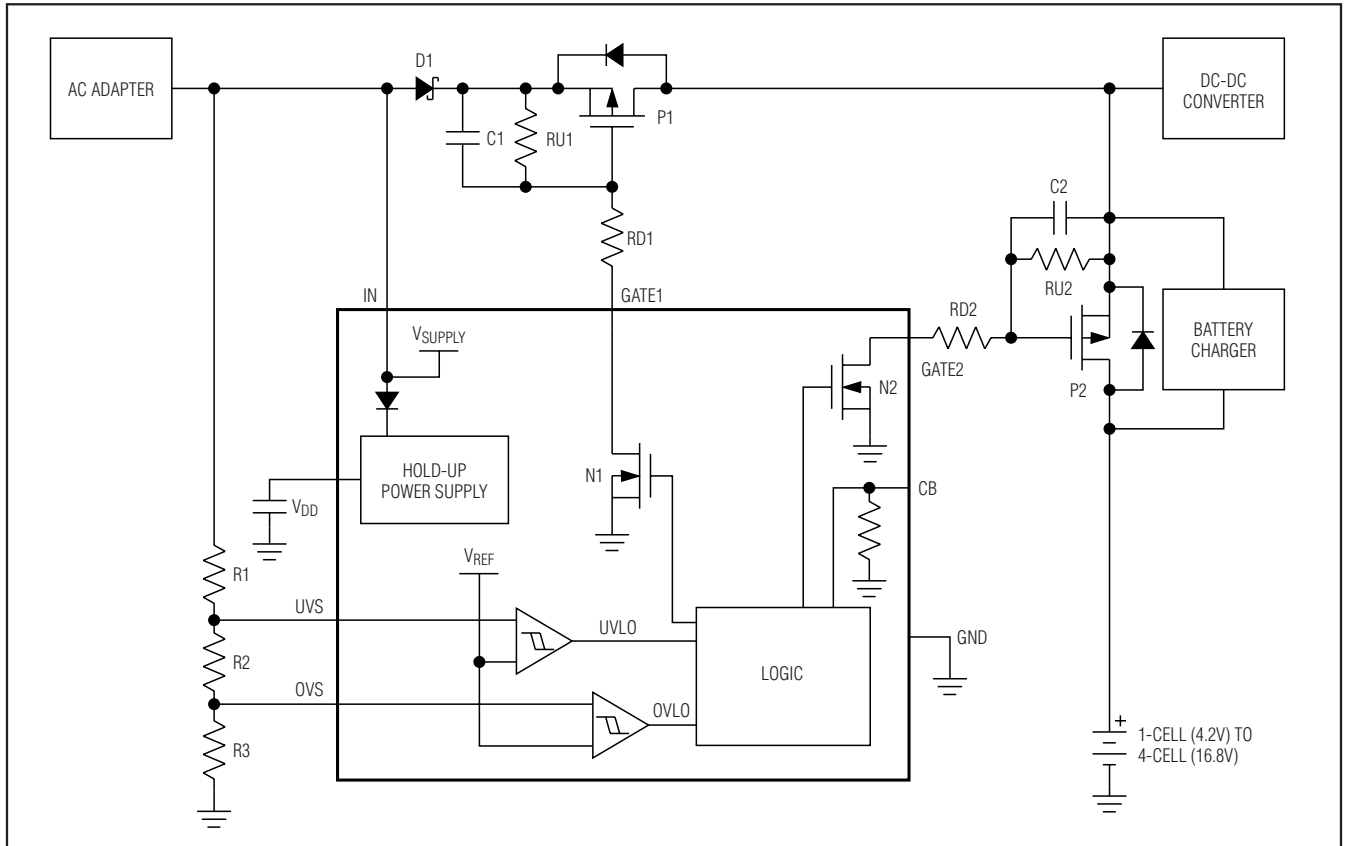 AC ADAPTER
D1
P1
DC-DC
CONVERTER
C1
RU1
C2
RD1
RU2
IN
GATE1
RD2
BATTERY
CHARGER
VSUPPLY
GATE2
N2
P2
HOLD-UP
POWER SUPPLY
N1
CB
VDD
VREF
R1
UVS
UVLO
GND
R2
LOGIC
OVS
OVLO
R3
+
1-CELL (4.2V) TO
4-CELL (16.8V)